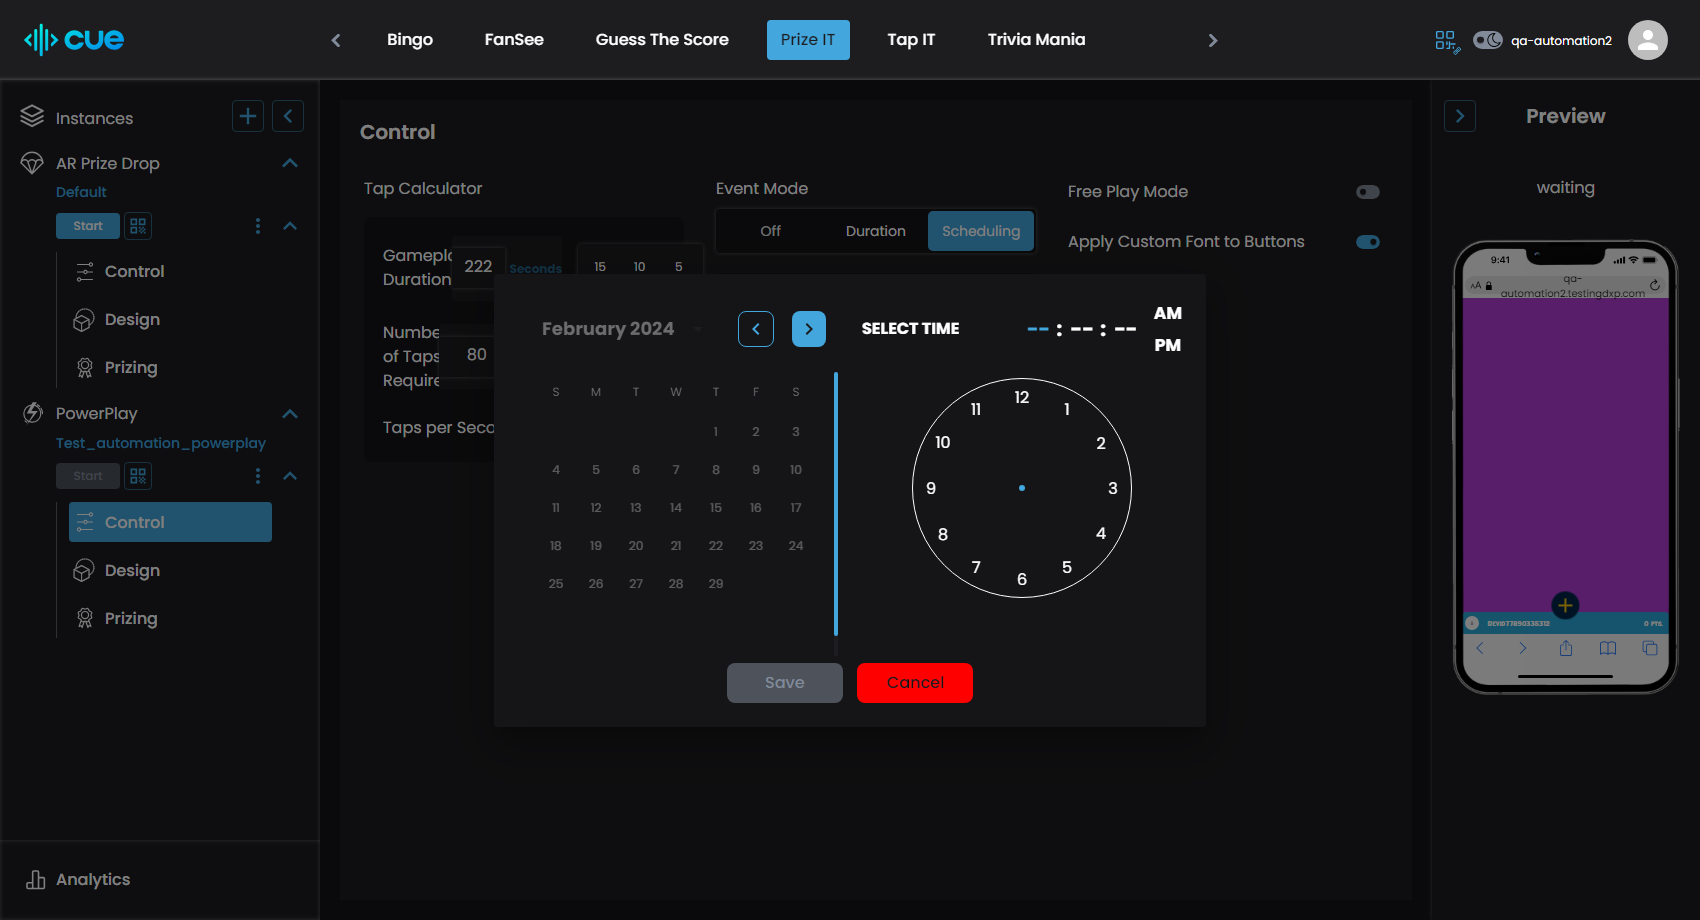 cue
Bingo
FanSee
Guess The Score
Prize IT
Tap IT
Trivia Mania
qa-automation2
Instances
AR Prize Drop
Default
Start
Control
Design
Prizing
PowerPlay
Test_automation_powerplay
Start
Control
Design
Prizing
Analytics
Control
Tap Calculator
Gamepl
Duration
222
Seconds
15 10 5
Numbe
of Taps
Require
80
Taps per Seco
Event Mode
Off
Duration
Scheduling
Free Play Mode
Apply Custom Font to Buttons
February 2024
S M T W T F S
1 2 3
4 5 6 7 8 9 10
11 12 13 14 15 16 17
18 19 20 21 22 23 24
25 26 27 28 29
SELECT TIME
-- : -- : --
AM
PM
12
11 1
10 2
9 3
8 4
7 5
6
Save
Cancel
Preview
waiting
9:41
AA
qa-
automation2.testingdxp.com
0 PTS.